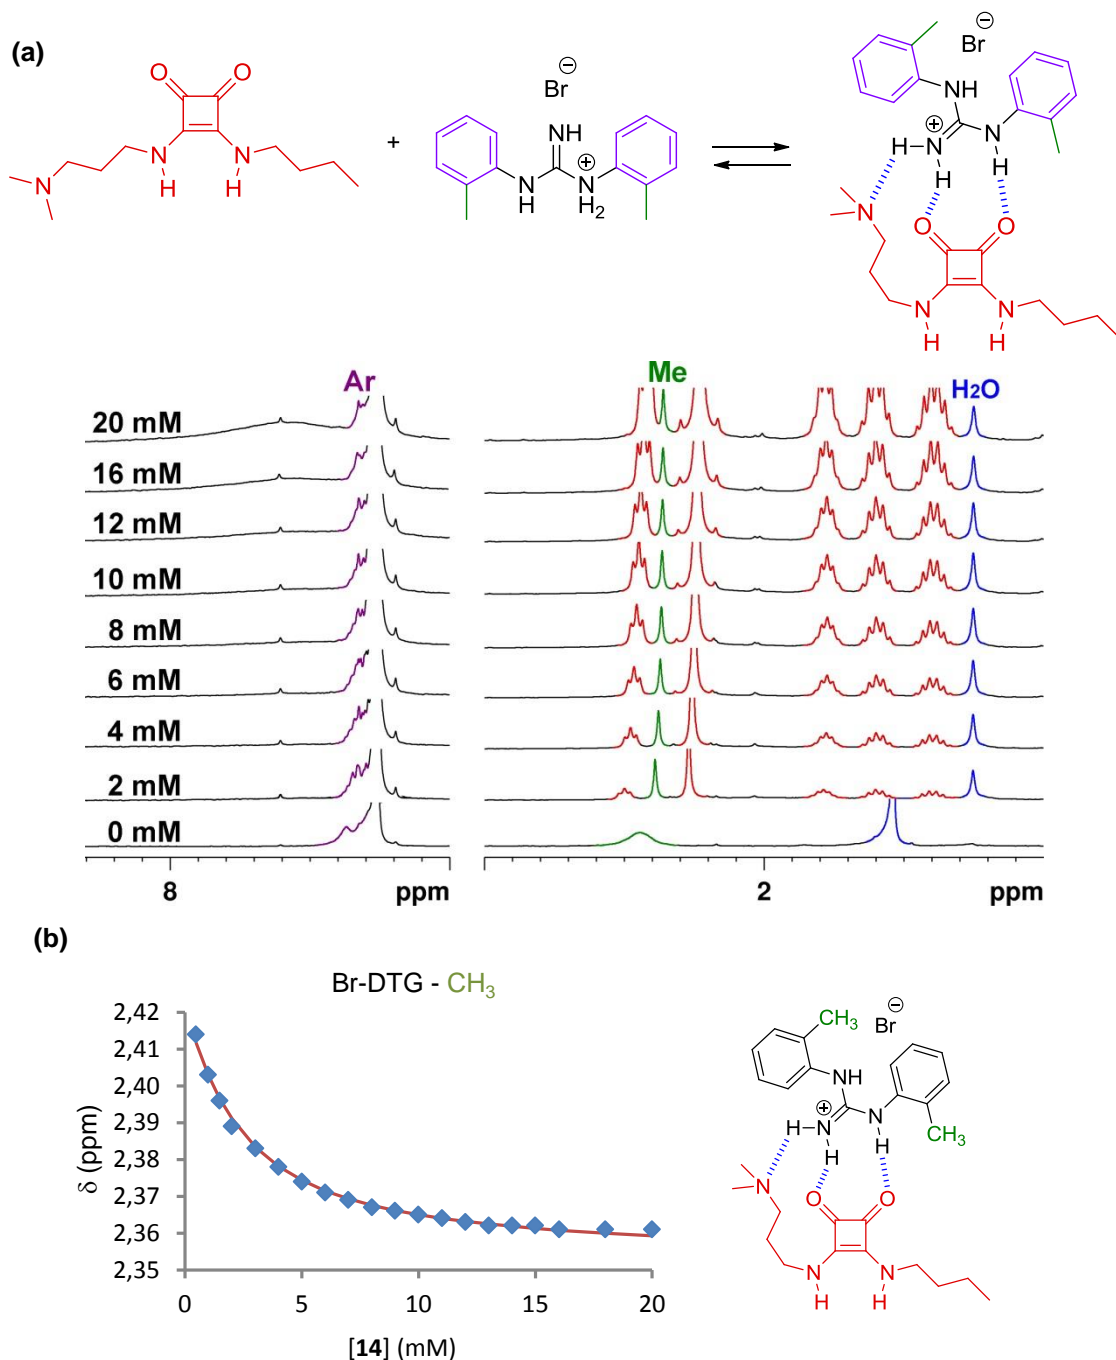 (a)
O O
N N
H H
N
+
Br ⊖
NH
⊕
N N
H H2
Br ⊖
NH
⊕
H-N N
H H
N
O O
N N
H H
Ar
Me
H2O
20 mM
16 mM
12 mM
10 mM
8 mM
6 mM
4 mM
2 mM
0 mM
8 ppm 2 ppm
(b)
Br-DTG - CH3
2,42
2,41
2,40
2,39
2,38
2,37
2,36
2,35
δ (ppm)
0 5 10 15 20
[14] (mM)
CH3
Br ⊖
NH
⊕
H-N N
H H
CH3
N
O O
N N
H H